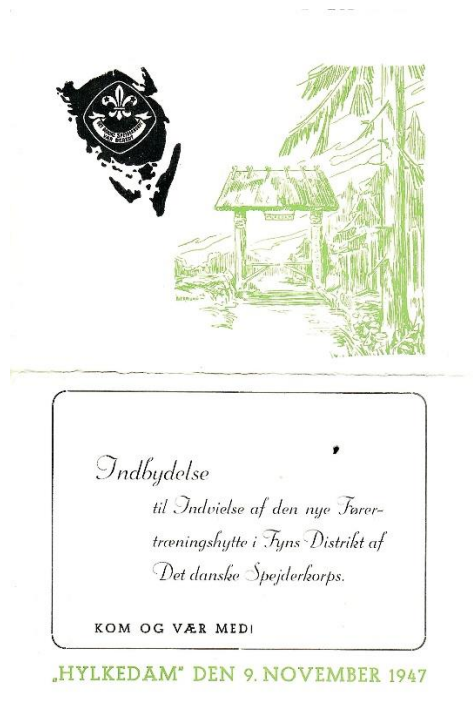 Indbydelse
til Indvielse af den nye Fører-
træningshytte i Fyns Distrikt af
Det danske Spejderkorps.
KOM OG VÆR MED!
„HYLKEDAM" DEN 9. NOVEMBER 1947